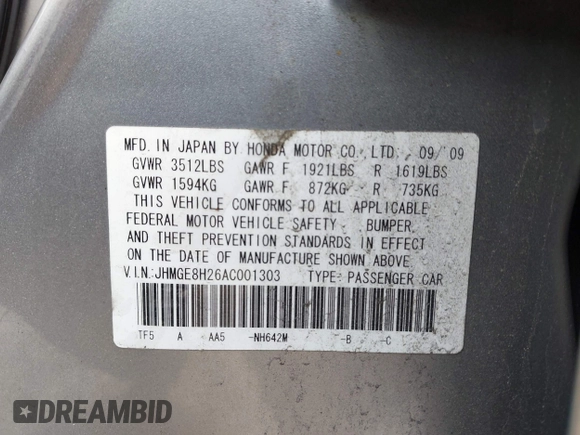 MFD. IN JAPAN BY HONDA MOTOR CO., LTD. 09/'09
GVWR 3512LBS GAWR F 1921LBS R 1619LBS
GVWR 1594KG GAWR F 872KG R 735KG
THIS VEHICLE CONFORMS TO ALL APPLICABLE
FEDERAL MOTOR VEHICLE SAFETY, BUMPER,
AND THEFT PREVENTION STANDARDS IN EFFECT
ON THE DATE OF MANUFACTURE SHOWN ABOVE.
V.I.N.:JHMGE8H26AC001303 TYPE: PASSENGER CAR
TF5 A AA5 -NH642M -B -C
DREAMBID